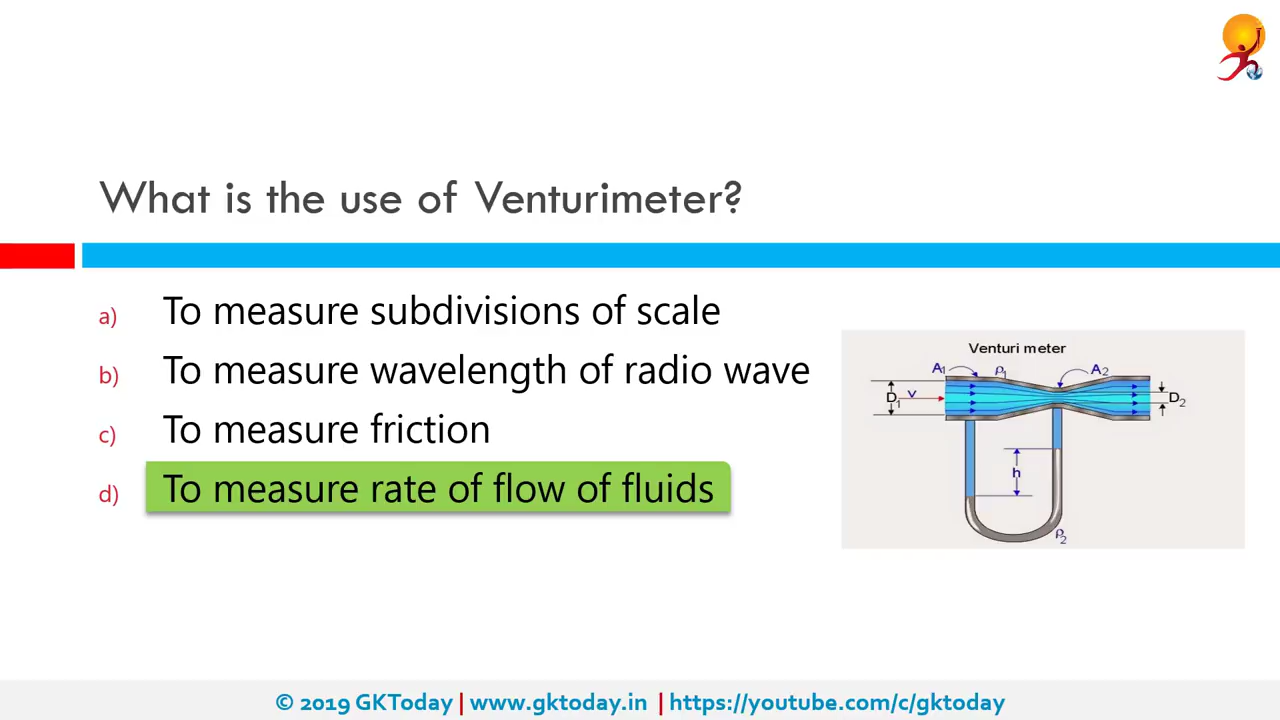 What is the use of Venturimeter?
a) To measure subdivisions of scale
b) To measure wavelength of radio wave
c) To measure friction
d) To measure rate of flow of fluids
Venturi meter
A1 ρ1 A2
D1 v D2
h
ρ2
© 2019 GKToday | www.gktoday.in | https://youtube.com/c/gktoday